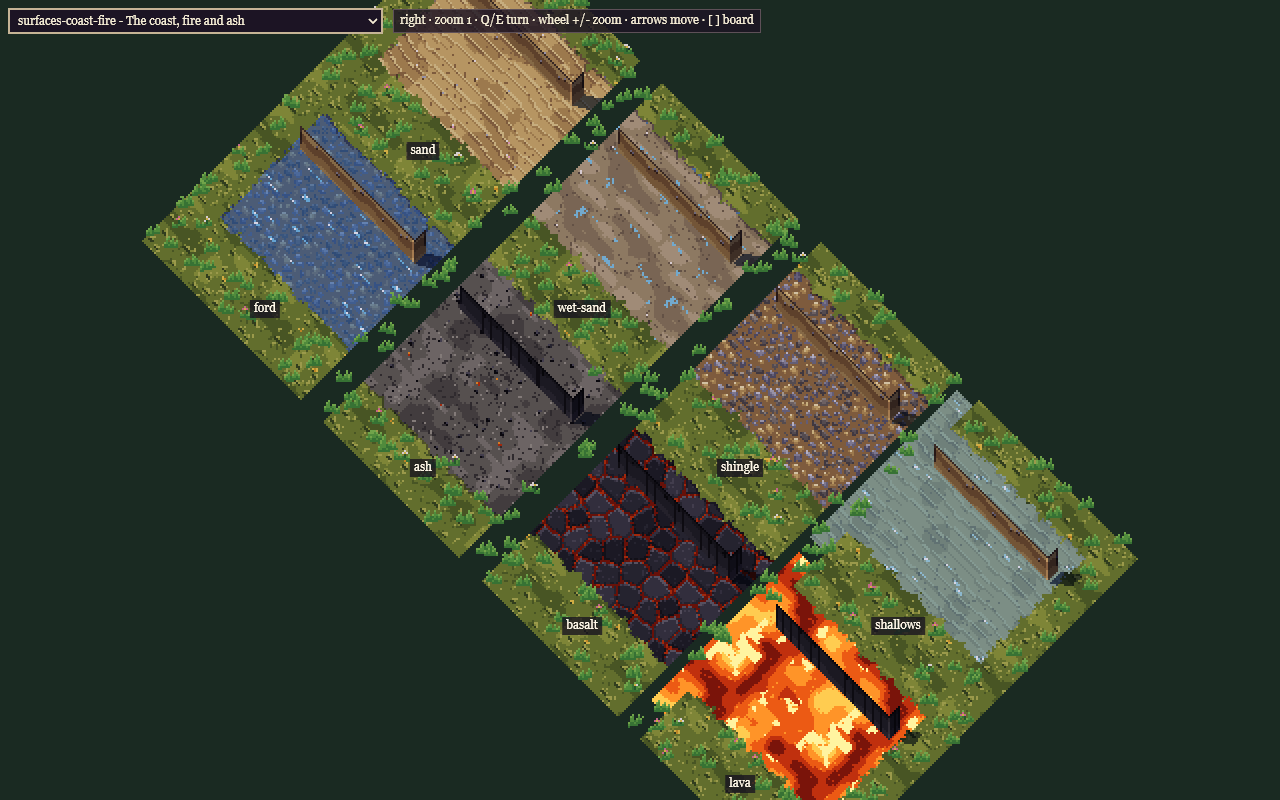 surfaces-coast-fire - The coast, fire and ash
right · zoom 1 · Q/E turn · wheel +/- zoom · arrows move · [ ] board
sand
ford
wet-sand
ash
shingle
basalt
shallows
lava